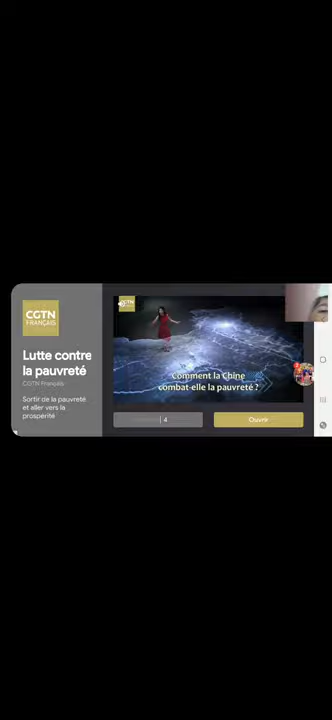 CGTN
FRANÇAIS
Lutte contre
la pauvreté
CGTN Français
Sortir de la pauvreté
et aller vers la
prospérité
CGTN
Comment la Chine
combat-elle la pauvreté ?
4
Ouvrir